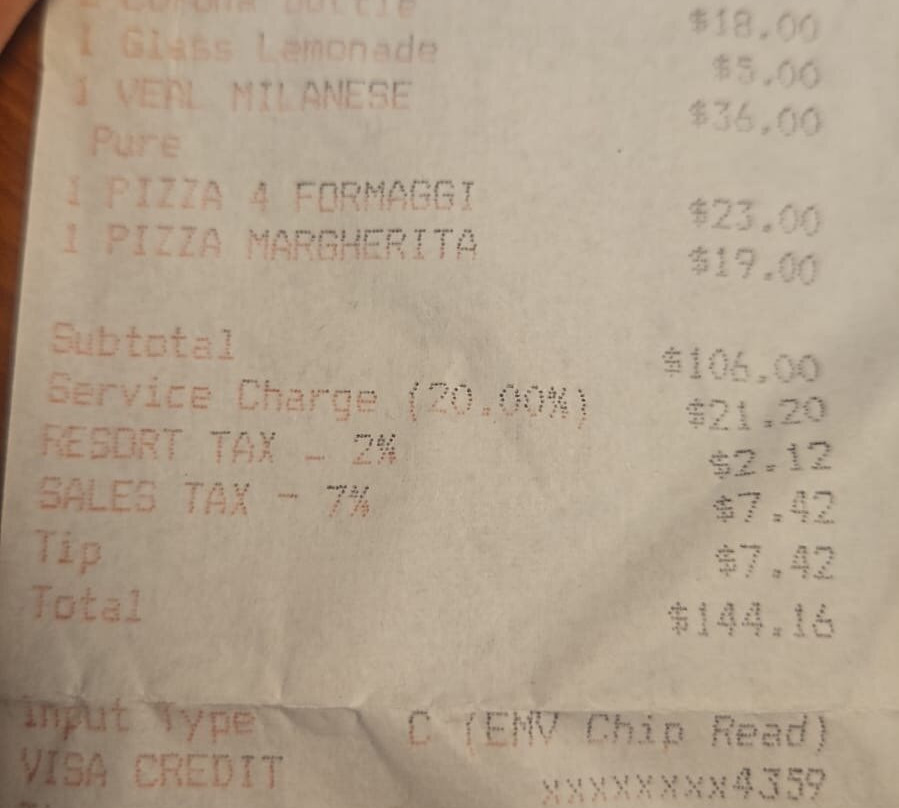 Corona Bottle $18.00
1 Glass Lemonade $5.00
1 VEAL MILANESE $36.00
Pure
1 PIZZA 4 FORMAGGI $23.00
1 PIZZA MARGHERITA $19.00
Subtotal $106.00
Service Charge (20.00%) $21.20
RESORT TAX - 2% $2.12
SALES TAX - 7% $7.42
Tip $7.42
Total $144.16
Input Type C (EMV Chip Read)
VISA CREDIT xxxxxxxx4359